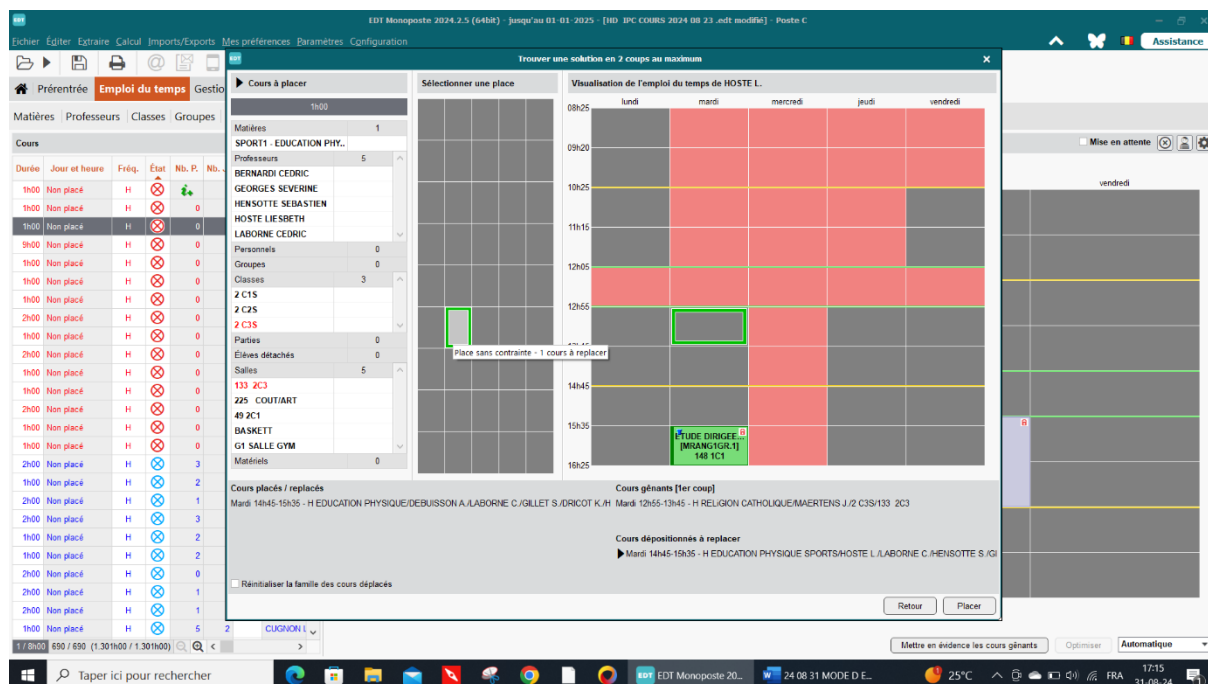 EDT Monoposte 2024.2.5 (64bit) - jusqu'au 01-01-2025 - [HD JPC COURS 2024 08 23 .edt modifié] - Poste C
Fichier Éditer Extraire Calcul Imports/Exports Mes préférences Paramètres Configuration
Assistance
Prérentrée Emploi du temps Gestio
Matières Professeurs Classes Groupes
Cours
Mise en attente
Durée Jour et heure Fréq. État Nb. P. Nb.
1h00 Non placé H
1h00 Non placé H 0
1h00 Non placé H 0
9h00 Non placé H 0
1h00 Non placé H 0
1h00 Non placé H 0
1h00 Non placé H 0
2h00 Non placé H 0
1h00 Non placé H 0
2h00 Non placé H 0
1h00 Non placé H 0
1h00 Non placé H 0
2h00 Non placé H 0
1h00 Non placé H 0
1h00 Non placé H 0
2h00 Non placé H 3
1h00 Non placé H 2
2h00 Non placé H 1
2h00 Non placé H 3
1h00 Non placé H 2
1h00 Non placé H 2
2h00 Non placé H 0
2h00 Non placé H 1
2h00 Non placé H 1
1h00 Non placé H 5 2 CUGNON L
1 / 8h00 690 / 690 (1.301h00 / 1.301h00)
Trouver une solution en 2 coups au maximum
Cours à placer
1h00
Matières 1
SPORT1 - EDUCATION PHY..
Professeurs 5
BERNARDI CEDRIC
GEORGES SEVERINE
HENSOTTE SEBASTIEN
HOSTE LIESBETH
LABORNE CEDRIC
Personnels 0
Groupes 0
Classes 3
2 C1S
2 C2S
2 C3S
Parties 0
Élèves détachés 0
Salles 5
133 2C3
225 COUT/ART
49 2C1
BASKETT
G1 SALLE GYM
Matériels 0
Sélectionner une place
Place sans contrainte - 1 cours à replacer
Visualisation de l'emploi du temps de HOSTE L.
lundi mardi mercredi jeudi vendredi
08h25
09h20
10h25
11h15
12h05
12h55
14h45
15h35
16h25
ETUDE DIRIGEE...
[MRANG1GR.1]
148 1C1
vendredi
Cours placés / replacés
Mardi 14h45-15h35 - H EDUCATION PHYSIQUE/DEBUISSON A./LABORNE C./GILLET S./DRICOT K./H
Cours gênants [1er coup]
Mardi 12h55-13h45 - H RELiGION CATHOLIQUE/MAERTENS J./2 C3S/133 2C3
Cours dépositionnés à replacer
Mardi 14h45-15h35 - H EDUCATION PHYSIQUE SPORTS/HOSTE L./LABORNE C./HENSOTTE S./GI
Réinitialiser la famille des cours déplacés
Retour Placer
Mettre en évidence les cours gênants Optimiser Automatique
Taper ici pour rechercher
EDT Monoposte 20...
24 08 31 MODE D E...
25°C
FRA
17:15
31-08-24